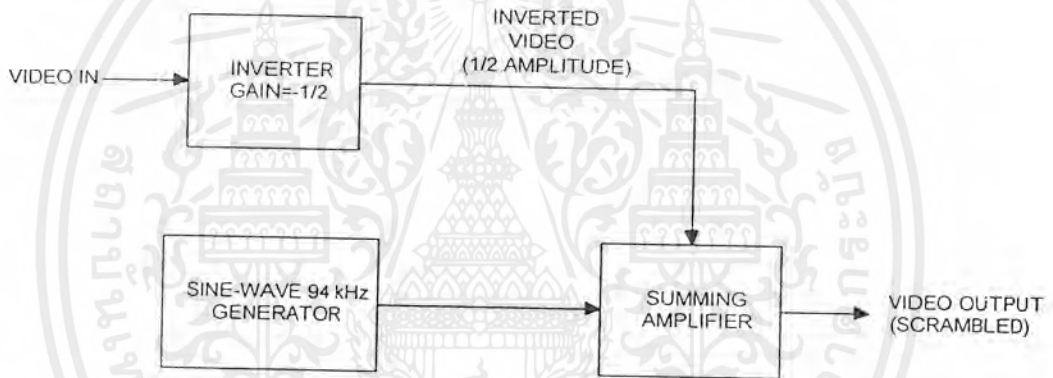 INVERTED
VIDEO
(1/2 AMPLITUDE)
VIDEO IN
INVERTER
GAIN=-1/2
SINE-WAVE 94 kHz
GENERATOR
SUMMING
AMPLIFIER
VIDEO OUTPUT
(SCRAMBLED)